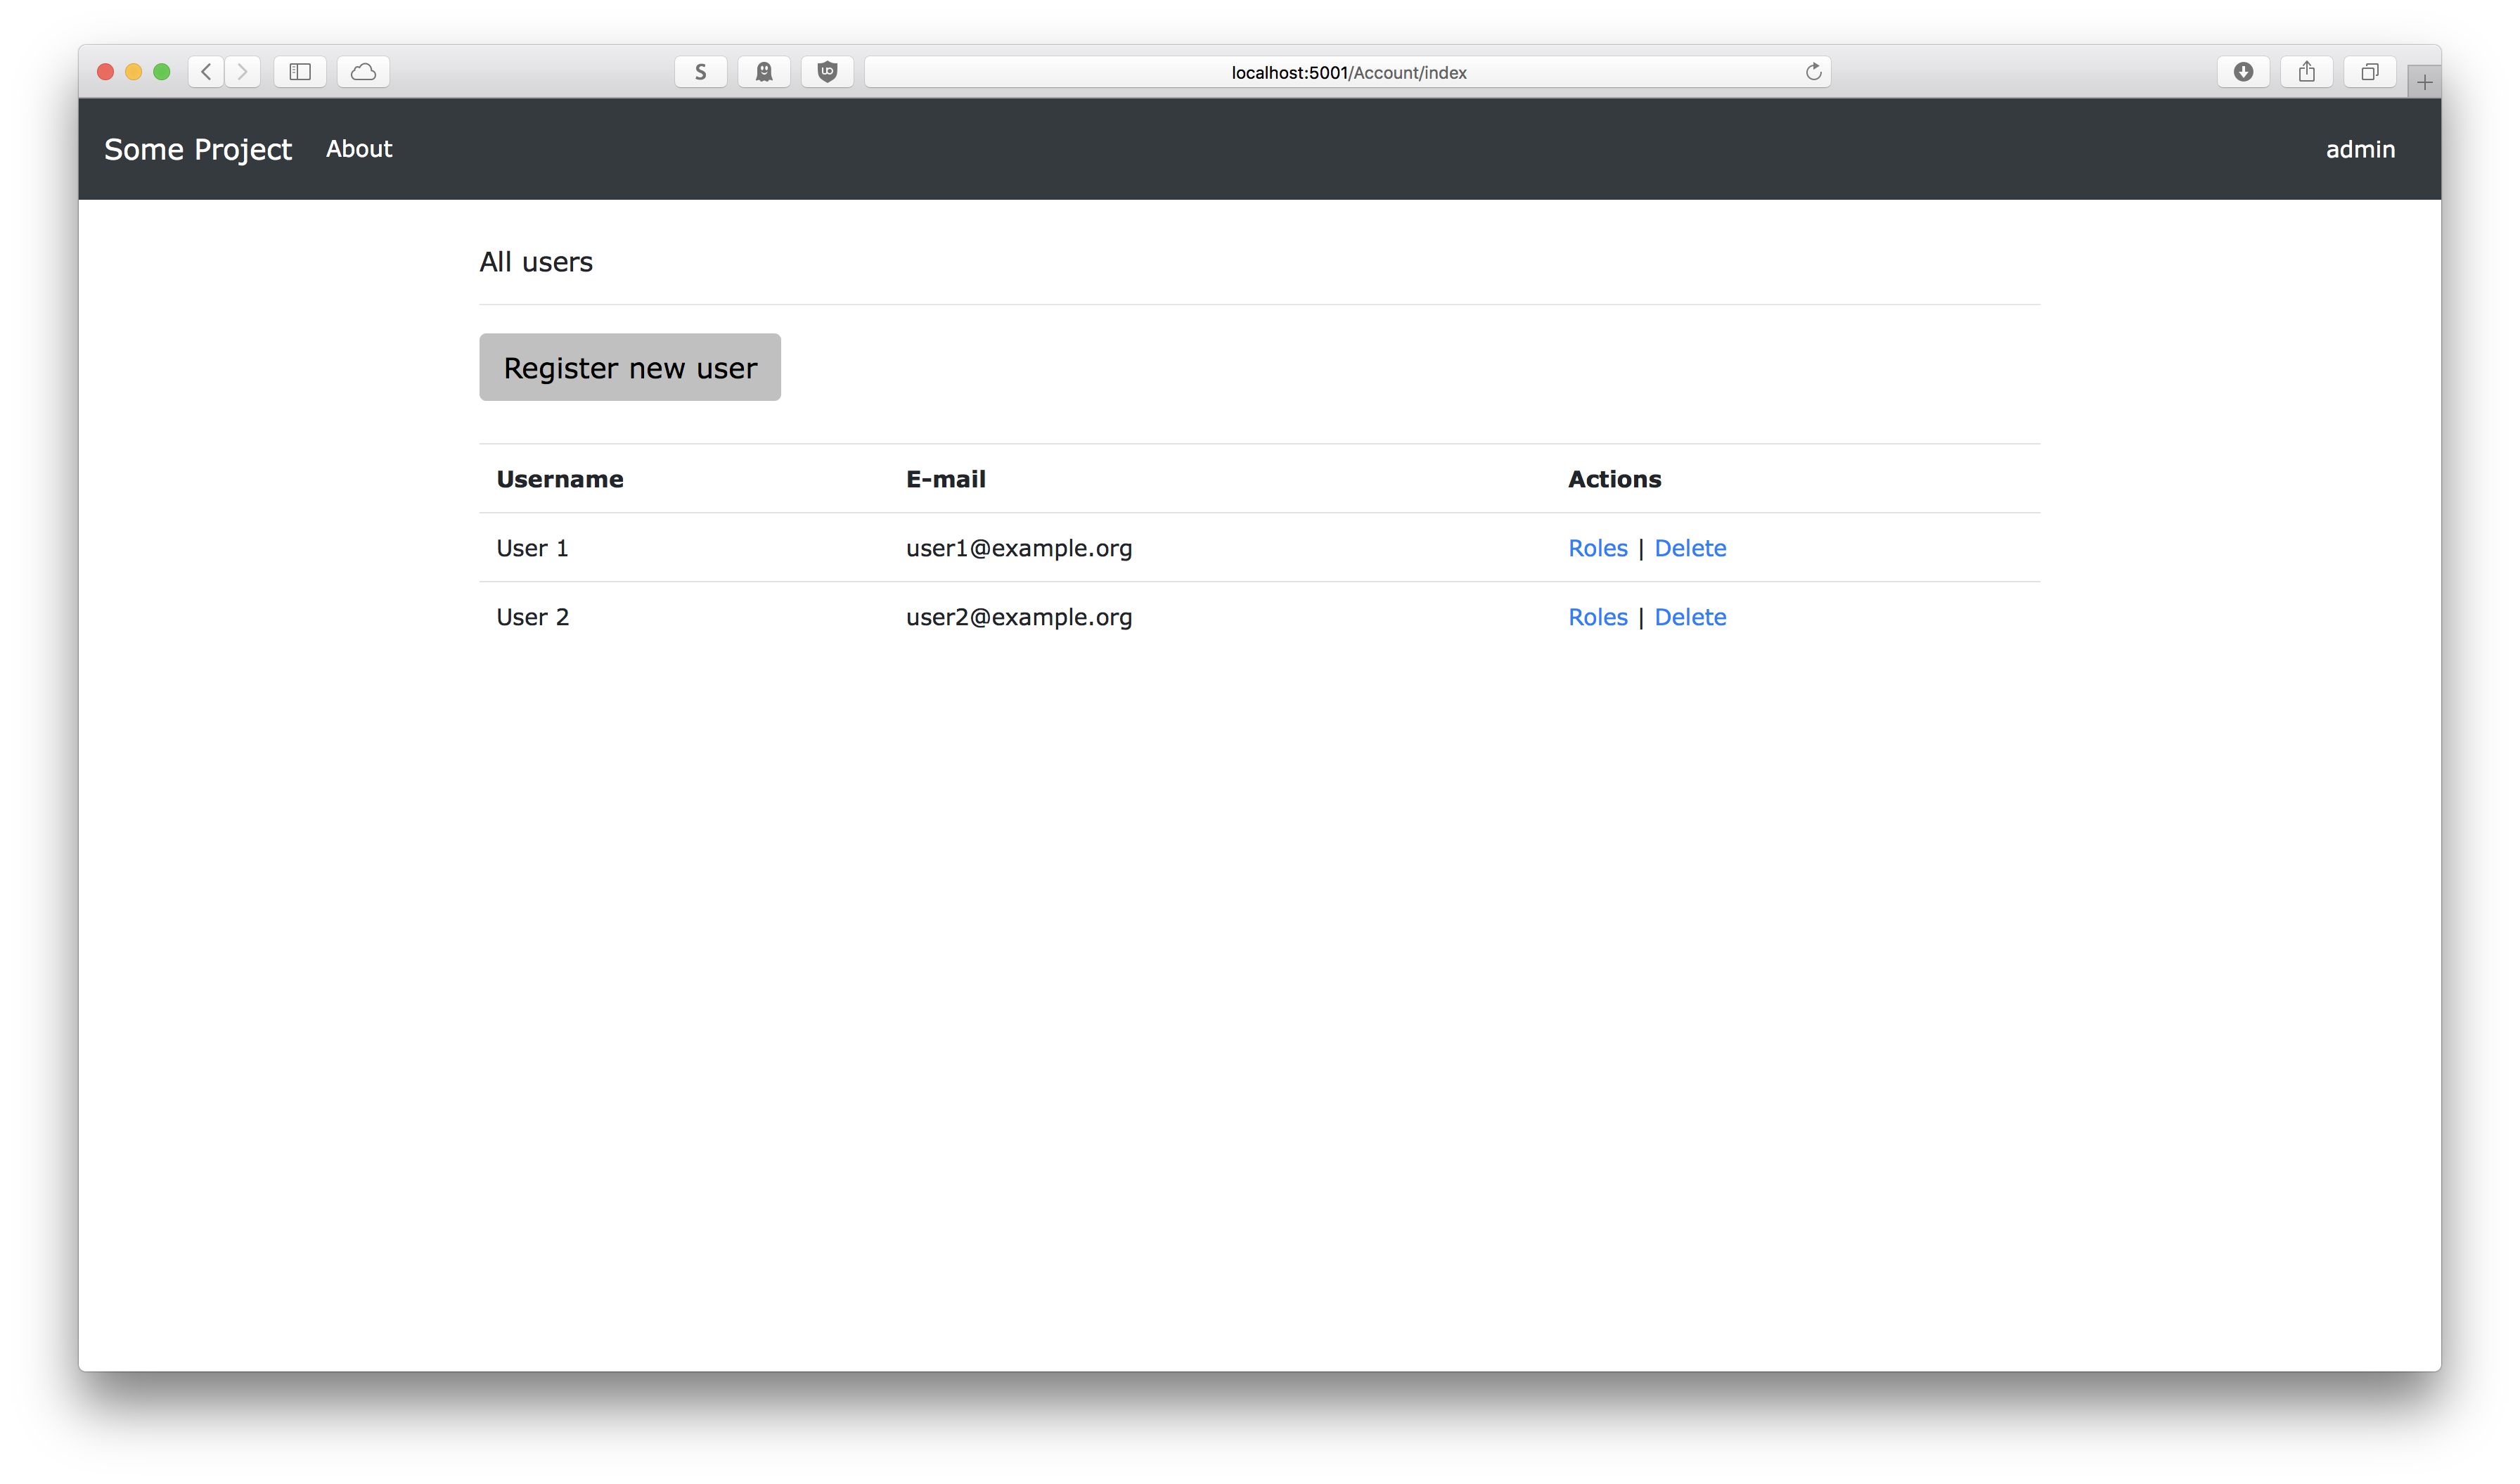 S localhost:5001/Account/index
Some Project About admin
All users
Register new user
Username E-mail Actions
User 1 user1@example.org Roles | Delete
User 2 user2@example.org Roles | Delete